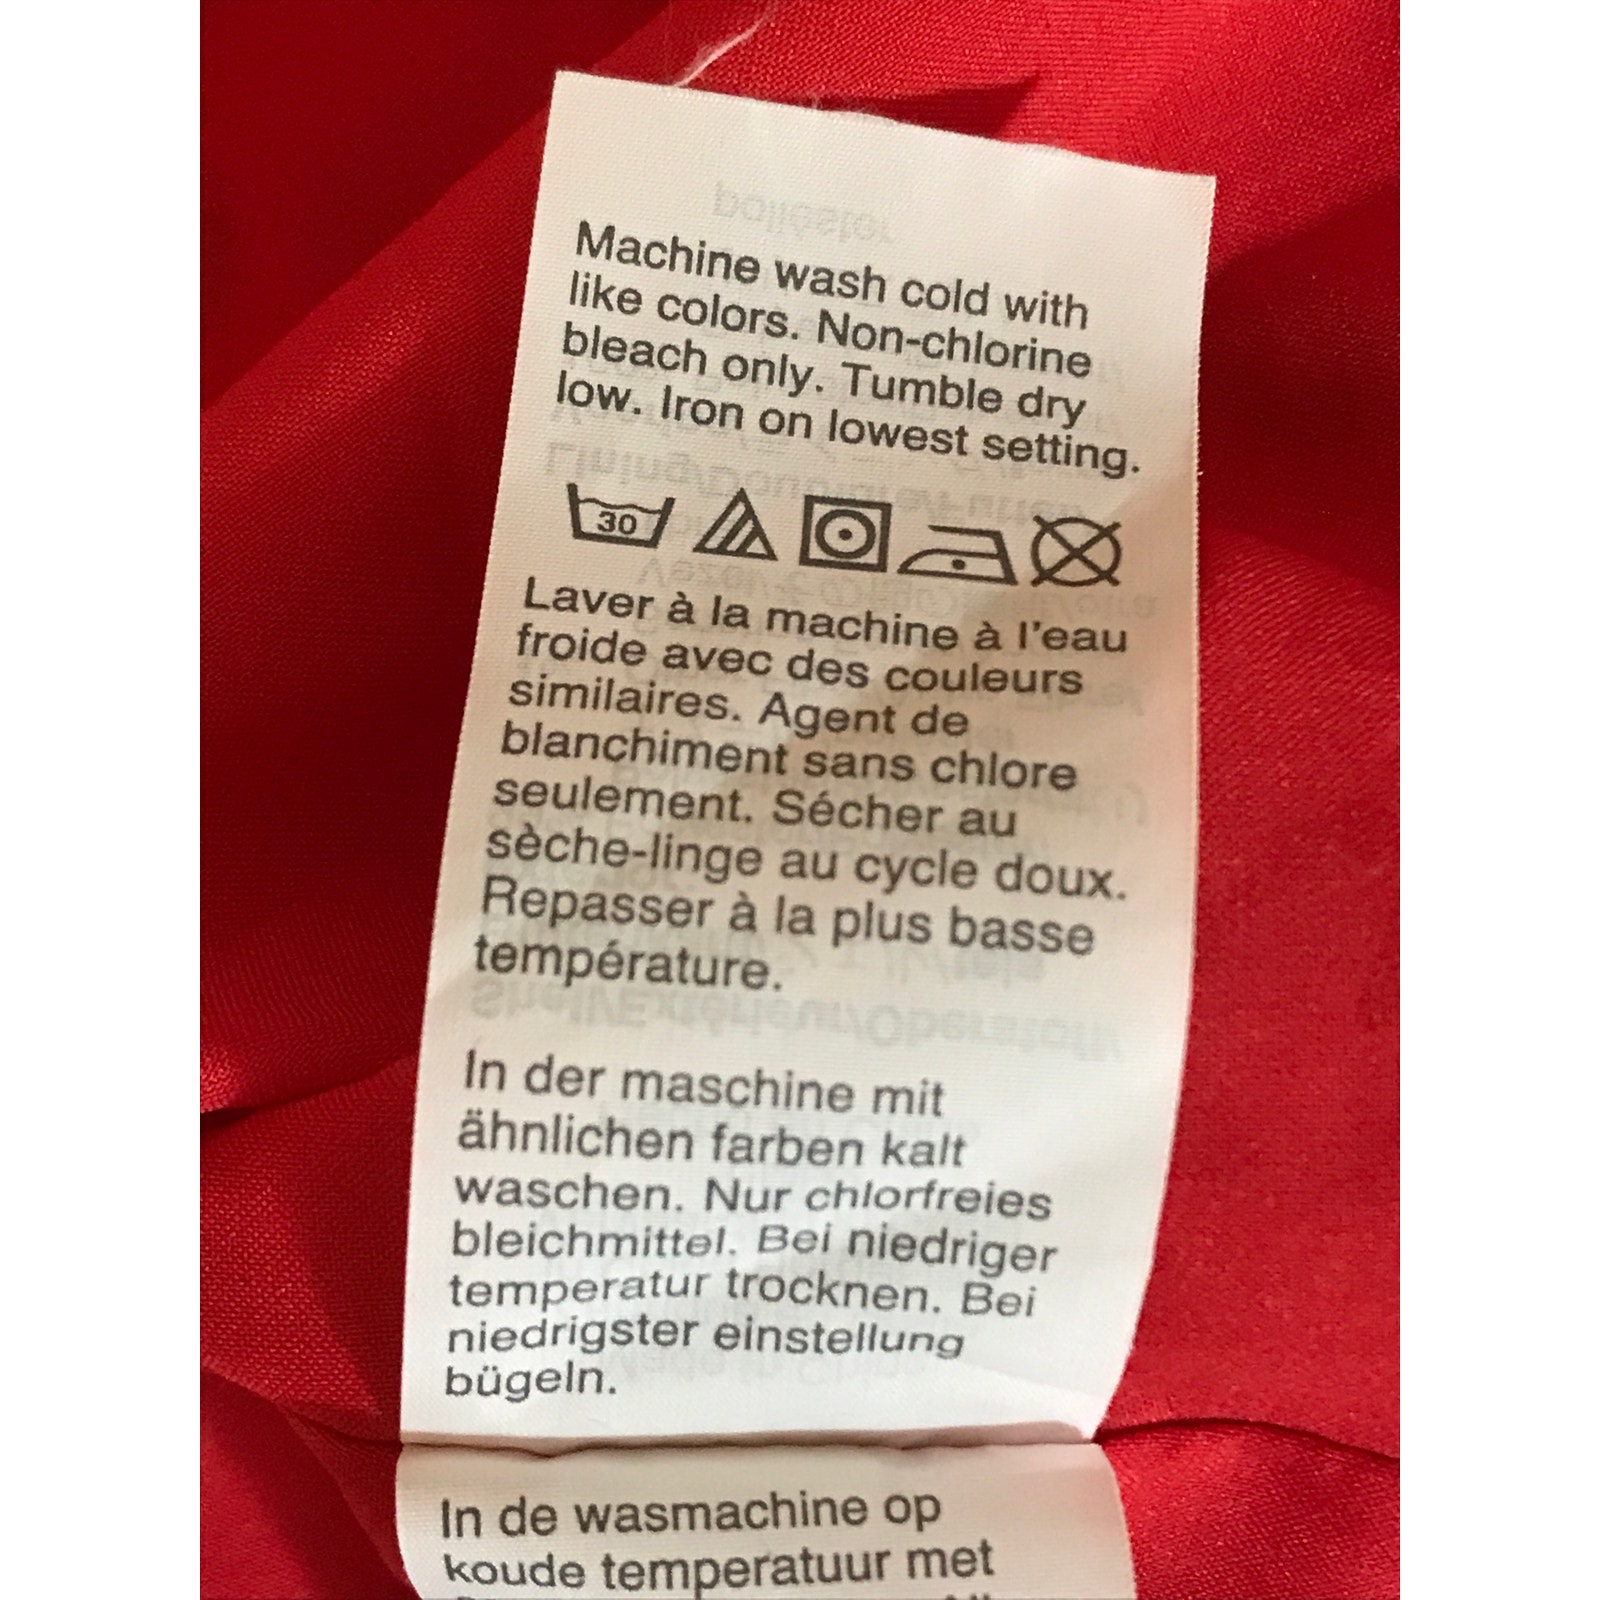 Machine wash cold with
like colors. Non-chlorine
bleach only. Tumble dry
low. Iron on lowest setting.
30
Laver à la machine à l'eau
froide avec des couleurs
similaires. Agent de
blanchiment sans chlore
seulement. Sécher au
sèche-linge au cycle doux.
Repasser à la plus basse
température.
In der maschine mit
ähnlichen farben kalt
waschen. Nur chlorfreies
bleichmittel. Bei niedriger
temperatur trocknen. Bei
niedrigster einstellung
bügeln.
In de wasmachine op
koude temperatuur met